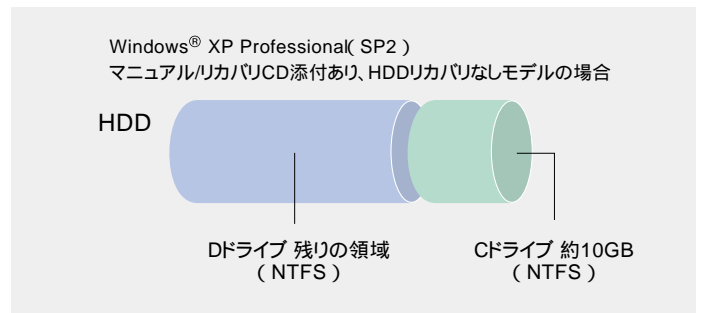 Windows® XP Professional( SP2 )
マニュアル/リカバリCD添付あり、HDDリカバリなしモデルの場合
HDD
Dドライブ 残りの領域
( NTFS )
Cドライブ 約10GB
( NTFS )